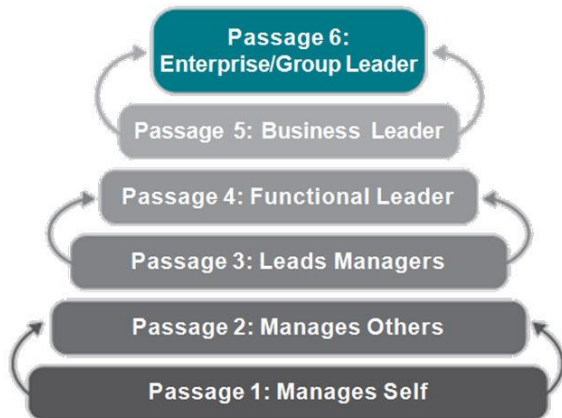 Passage 6:
Enterprise/Group Leader
Passage 5: Business Leader
Passage 4: Functional Leader
Passage 3: Leads Managers
Passage 2: Manages Others
Passage 1: Manages Self